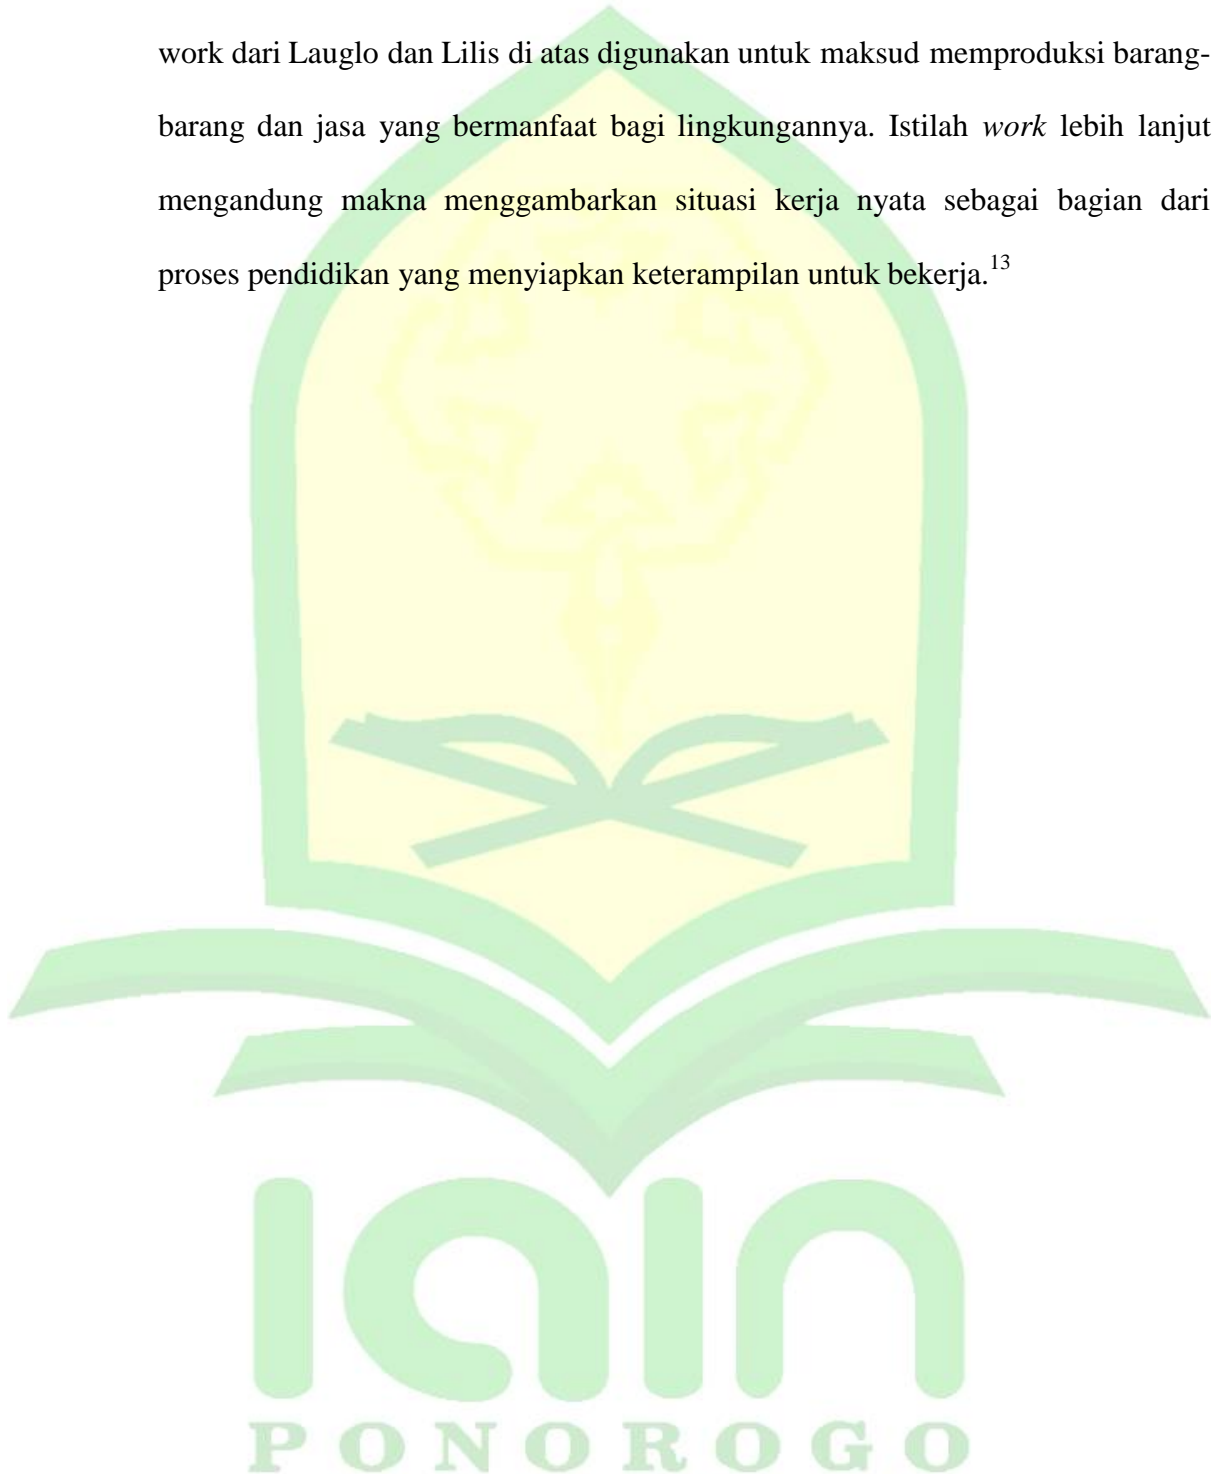 work dari Lauglo dan Lilis di atas digunakan untuk maksud memproduksi barang-
barang dan jasa yang bermanfaat bagi lingkungannya. Istilah work lebih lanjut
mengandung makna menggambarkan situasi kerja nyata sebagai bagian dari
proses pendidikan yang menyiapkan keterampilan untuk bekerja.13
iain
PONOROGO